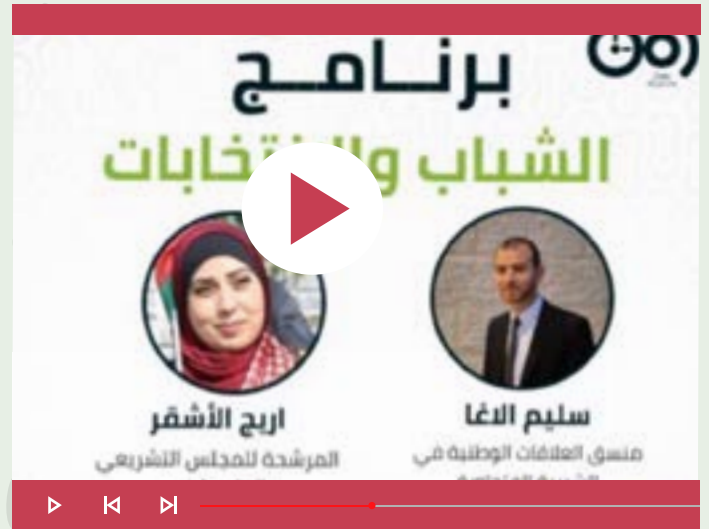 برنامج
الشباب والانتخابات
سليم الاغا
اريج الأشقر
منسق العلاقات الوطنية في
المرشحة للمجلس التشريعي